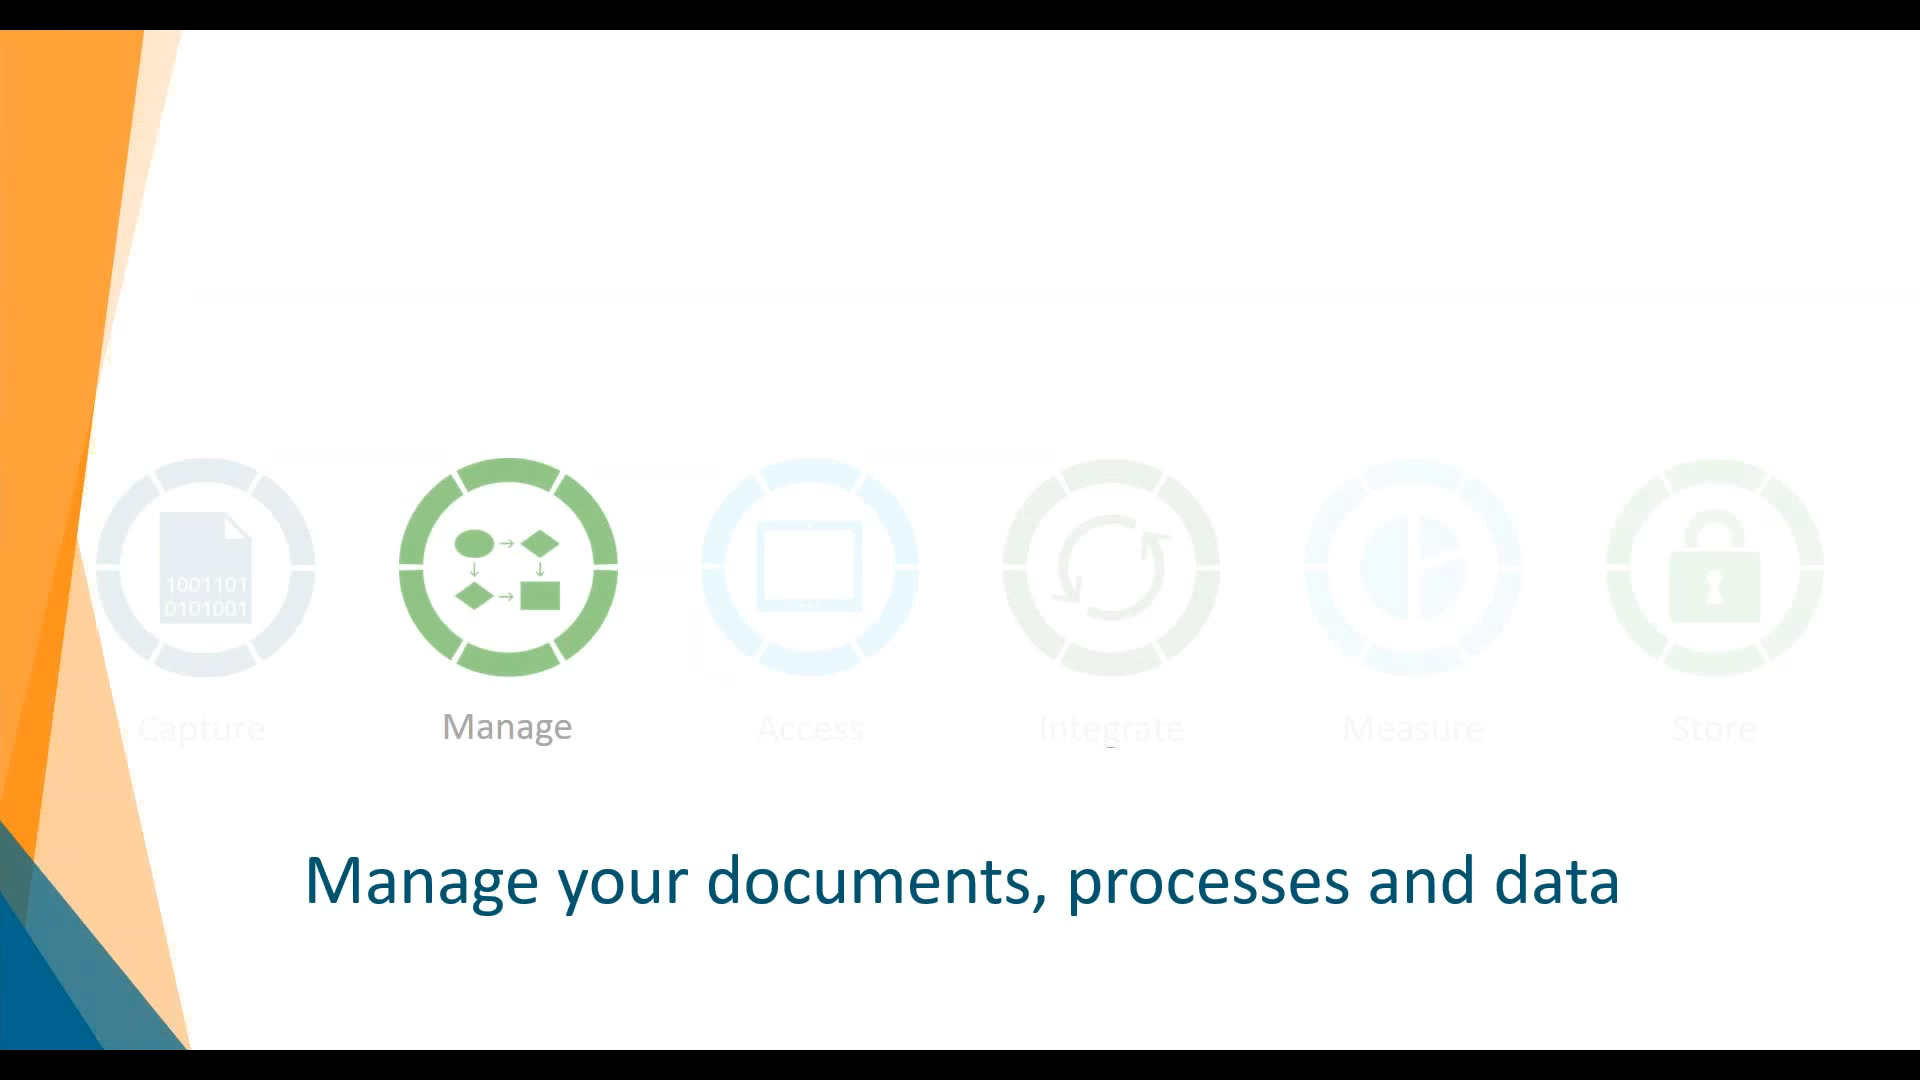 1001101
0101001
Capture
Manage
Access
Integrate
Measure
Store
Manage your documents, processes and data